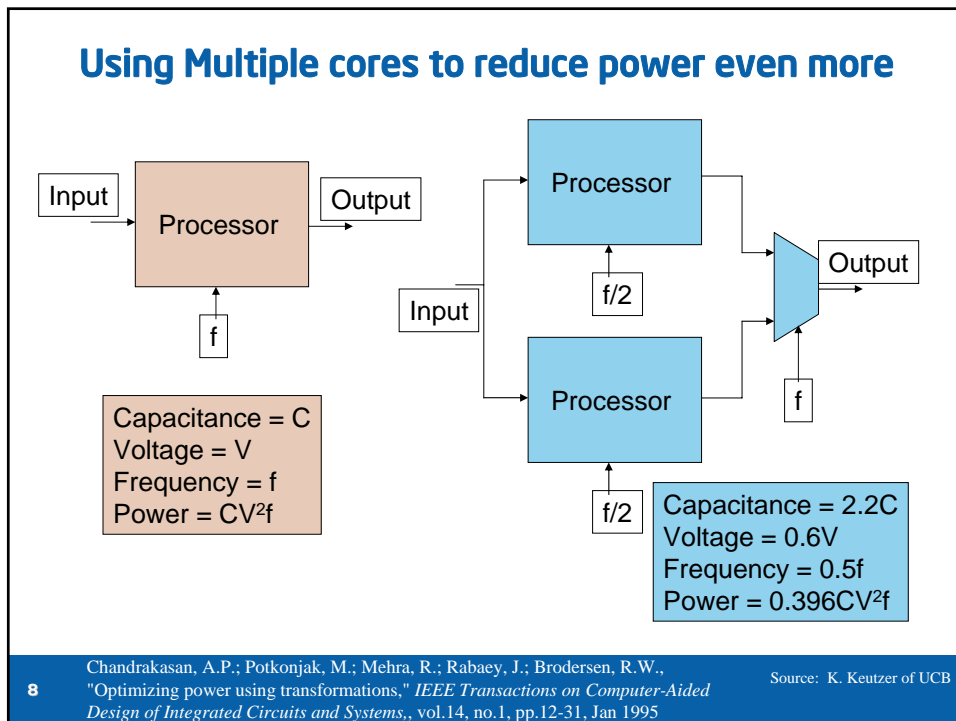 Using Multiple cores to reduce power even more
Input
Processor
Output
f
Capacitance = C
Voltage = V
Frequency = f
Power = CV²f
Processor
f/2
Input
Output
Processor
f
f/2
Capacitance = 2.2C
Voltage = 0.6V
Frequency = 0.5f
Power = 0.396CV²f
8
Chandrakasan, A.P.; Potkonjak, M.; Mehra, R.; Rabaey, J.; Brodersen, R.W.,
"Optimizing power using transformations," IEEE Transactions on Computer-Aided
Design of Integrated Circuits and Systems,, vol.14, no.1, pp.12-31, Jan 1995
Source: K. Keutzer of UCB